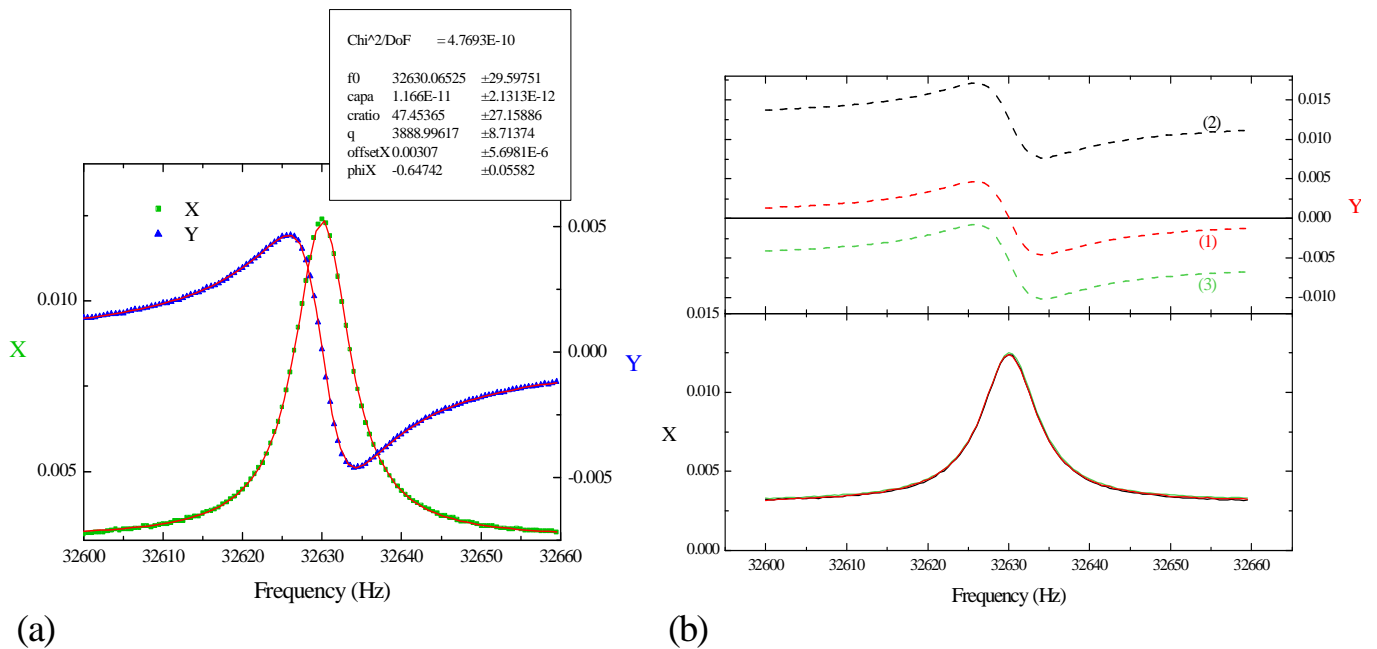 Chi^2/DoF = 4.7693E-10
f0 32630.06525 ±29.59751
capa 1.166E-11 ±2.1313E-12
cratio 47.45365 ±27.15886
q 3888.99617 ±8.71374
offsetX 0.00307 ±5.6981E-6
phiX -0.64742 ±0.05582
X
Y
0.010
0.005
X
0.005
0.000
-0.005
Y
32600 32610 32620 32630 32640 32650 32660
Frequency (Hz)
(a)
0.015
0.010
0.005
0.000
-0.005
-0.010
Y
(2)
(1)
(3)
0.015
0.010
0.005
0.000
X
32600 32610 32620 32630 32640 32650 32660
Frequency (Hz)
(b)